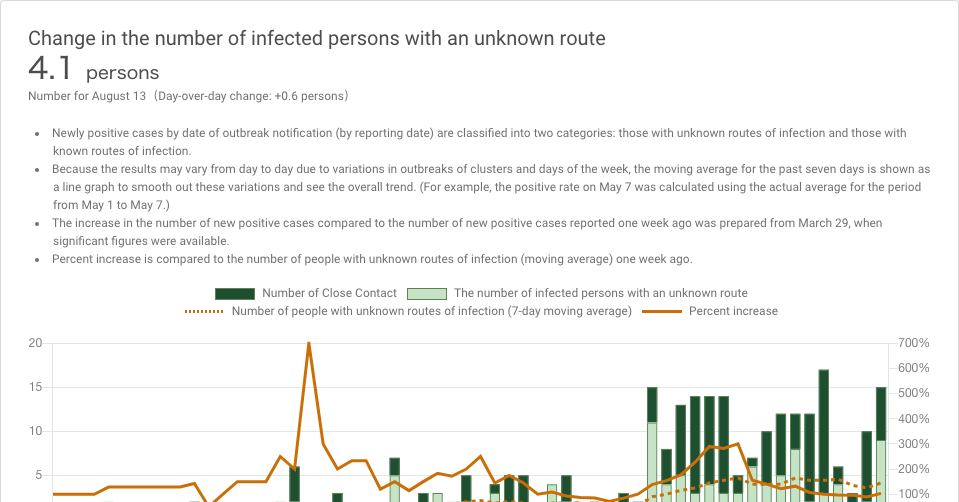 Change in the number of infected persons with an unknown route
4.1 persons
Number for August 13 (Day-over-day change: +0.6 persons)
• Newly positive cases by date of outbreak notification (by reporting date) are classified into two categories: those with unknown routes of infection and those with
known routes of infection.
• Because the results may vary from day to day due to variations in outbreaks of clusters and days of the week, the moving average for the past seven days is shown as
a line graph to smooth out these variations and see the overall trend. (For example, the positive rate on May 7 was calculated using the actual average for the period
from May 1 to May 7.)
• The increase in the number of new positive cases compared to the number of new positive cases reported one week ago was prepared from March 29, when
significant figures were available.
• Percent increase is compared to the number of people with unknown routes of infection (moving average) one week ago.
Number of Close Contact The number of infected persons with an unknown route
Number of people with unknown routes of infection (7-day moving average) Percent increase
20 700%
600%
15 500%
400%
10 300%
5 200%
100%